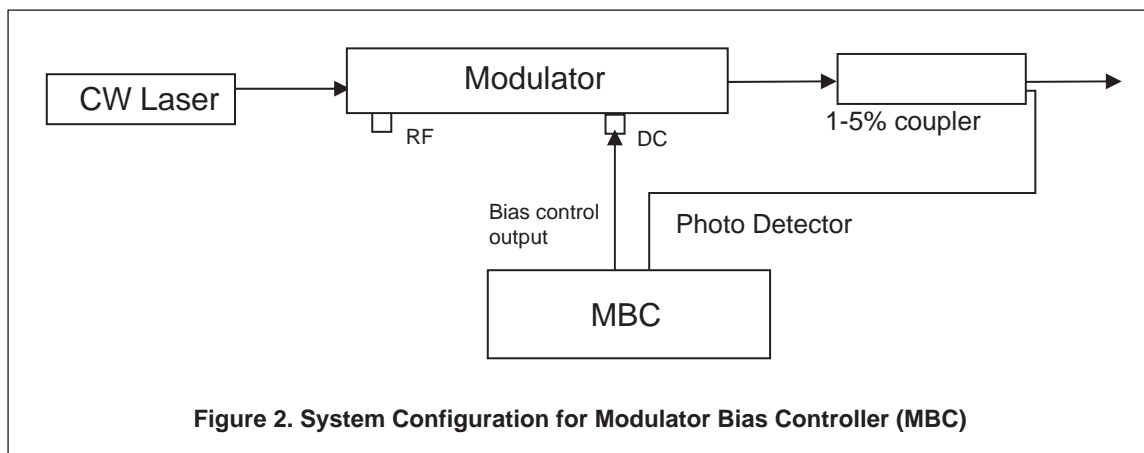 CW Laser
Modulator
RF
DC
1-5% coupler
Bias control
output
Photo Detector
MBC
Figure 2. System Configuration for Modulator Bias Controller (MBC)